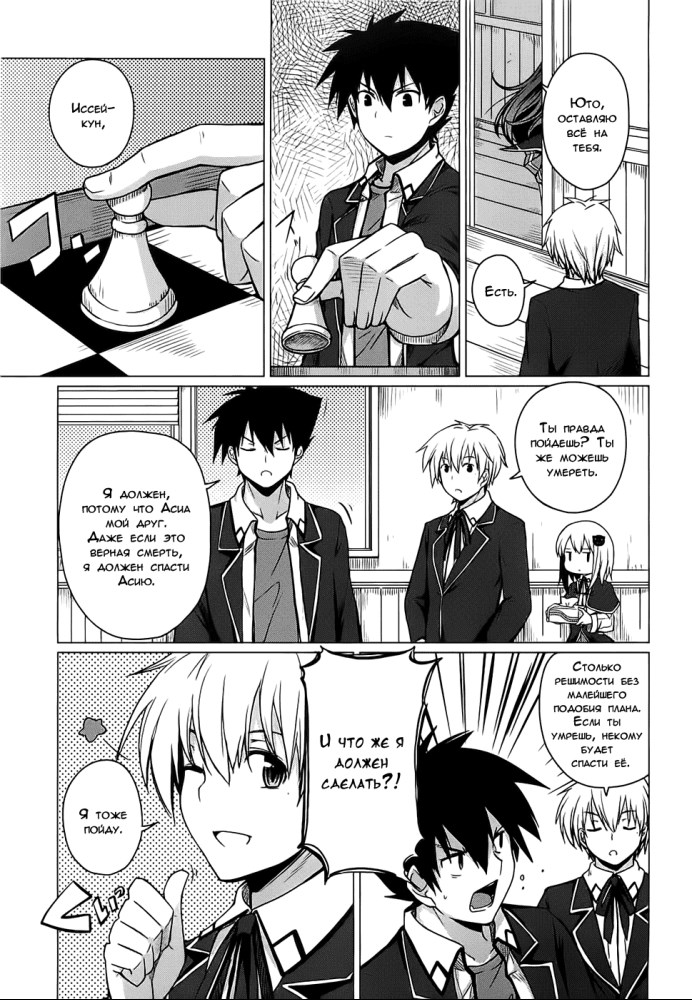 Юто,
оставляю
всё на
тебя.
Есть.
Иссей-
кун,
Ты правда
пойдешь? Ты
же можешь
умереть.
Я должен,
потому что Асиа
мой друг.
Даже если это
верная смерть,
я должен спасти
Асию.
Столько
решимости без
малейшего
подобия плана.
Если ты
умрешь, некому
будет
спасти её.
И что же я
должен
сделать?!
Я тоже
пойду.